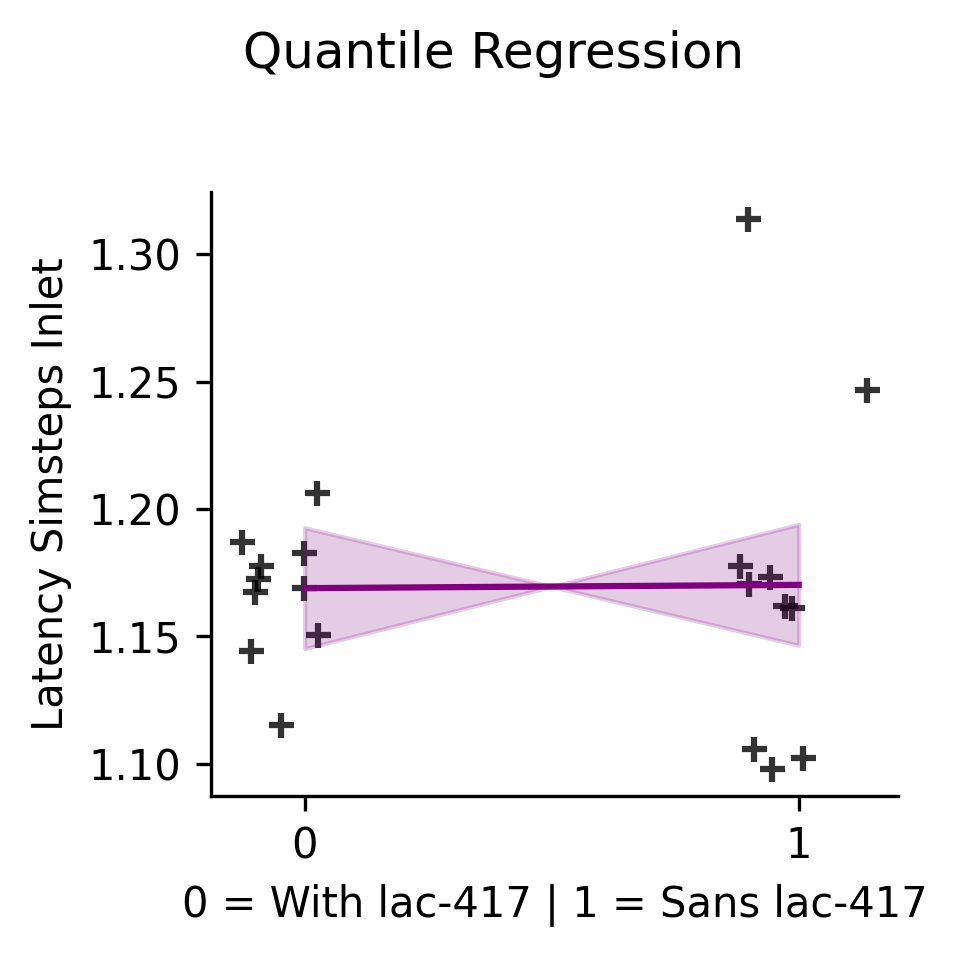 Quantile Regression
Latency Simsteps Inlet
1.30
1.25
1.20
1.15
1.10
0 1
0 = With lac-417 | 1 = Sans lac-417